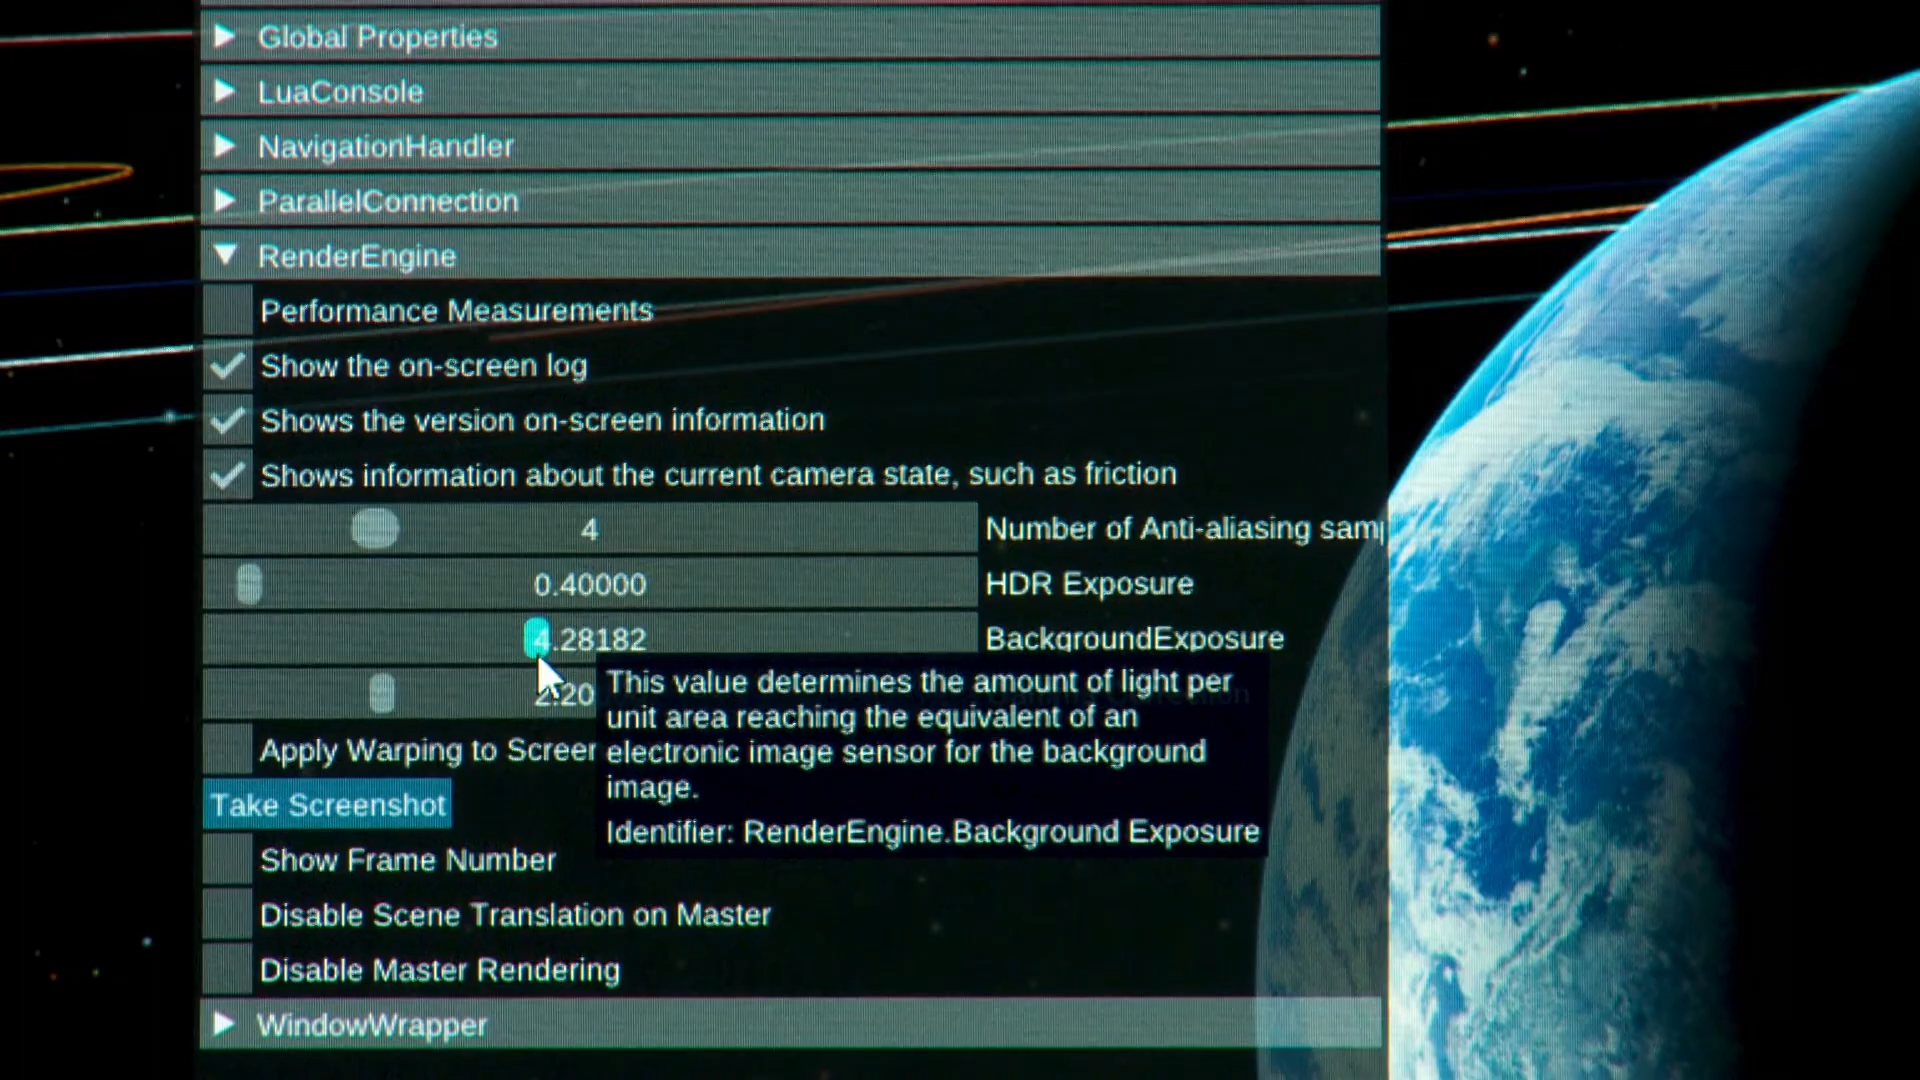 Global Properties
LuaConsole
NavigationHandler
ParallelConnection
RenderEngine
Performance Measurements
Show the on-screen log
Shows the version on-screen information
Shows information about the current camera state, such as friction
4 Number of Anti-aliasing
0.40000 HDR Exposure
4.28182 BackgroundExposure
2.20
This value determines the amount of light per
unit area reaching the equivalent of an
electronic image sensor for the background
image.
Identifier: RenderEngine.Background Exposure
Apply Warping to
Take Screenshot
Show Frame Number
Disable Scene Translation on Master
Disable Master Rendering
WindowWrapper